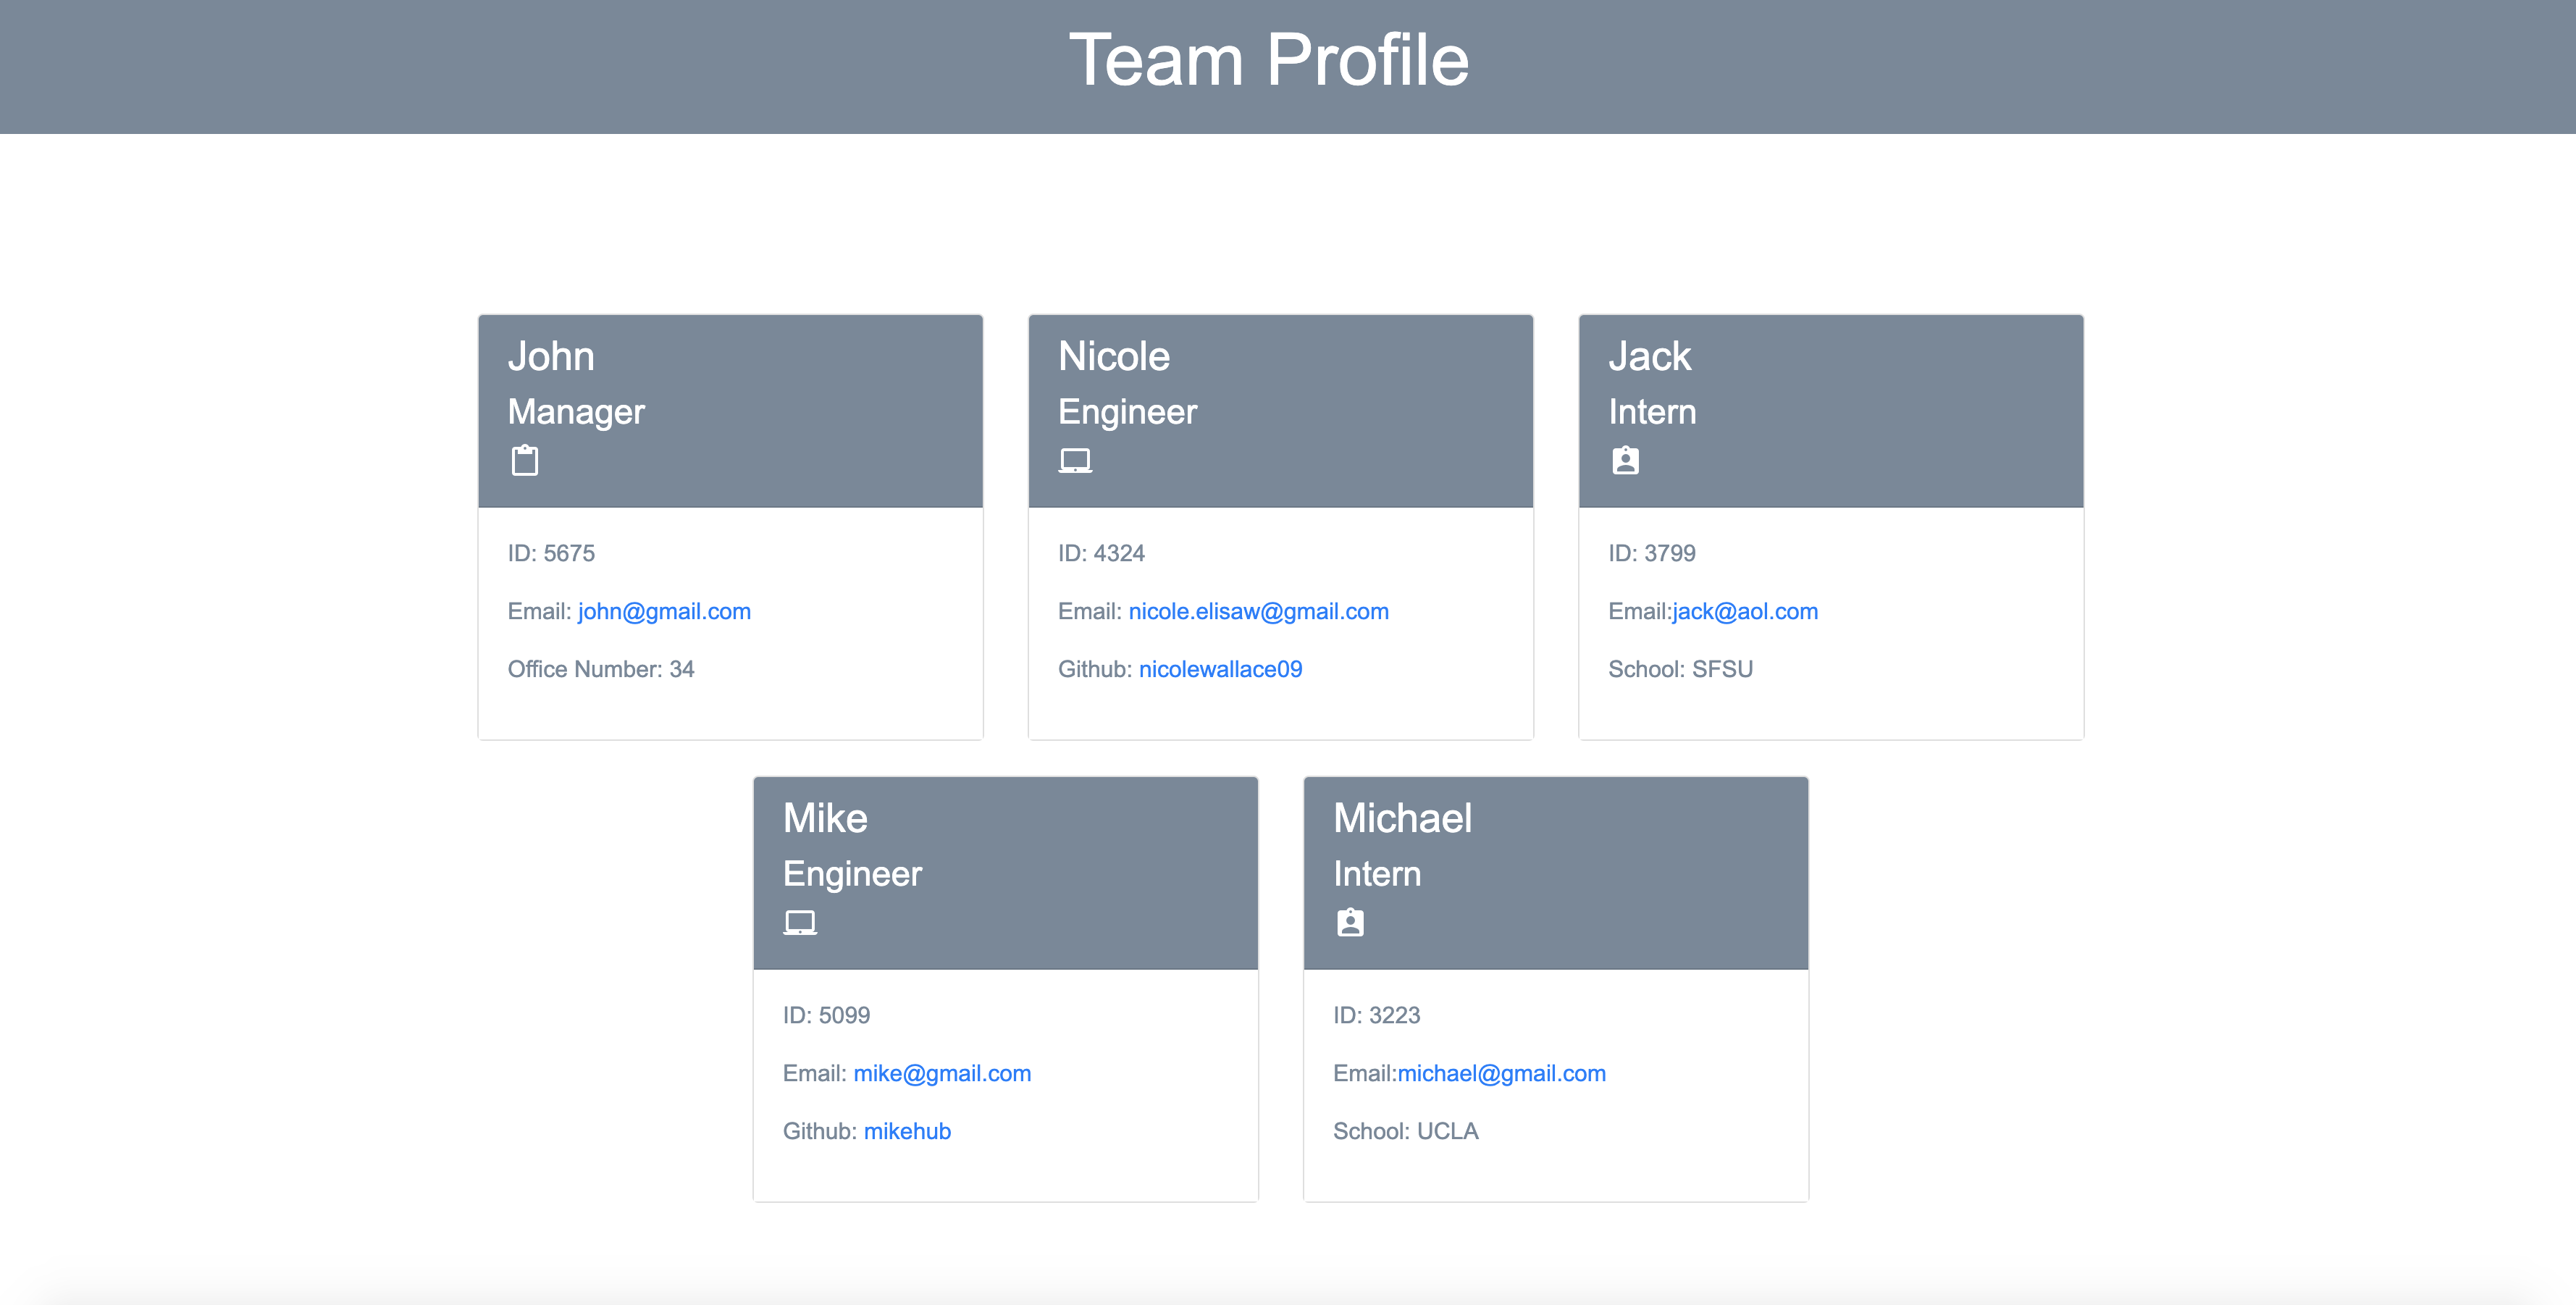 Team Profile
John
Manager
ID: 5675
Email: john@gmail.com
Office Number: 34
Nicole
Engineer
ID: 4324
Email: nicole.elisaw@gmail.com
Github: nicolewallace09
Jack
Intern
ID: 3799
Email:jack@aol.com
School: SFSU
Mike
Engineer
ID: 5099
Email: mike@gmail.com
Github: mikehub
Michael
Intern
ID: 3223
Email:michael@gmail.com
School: UCLA